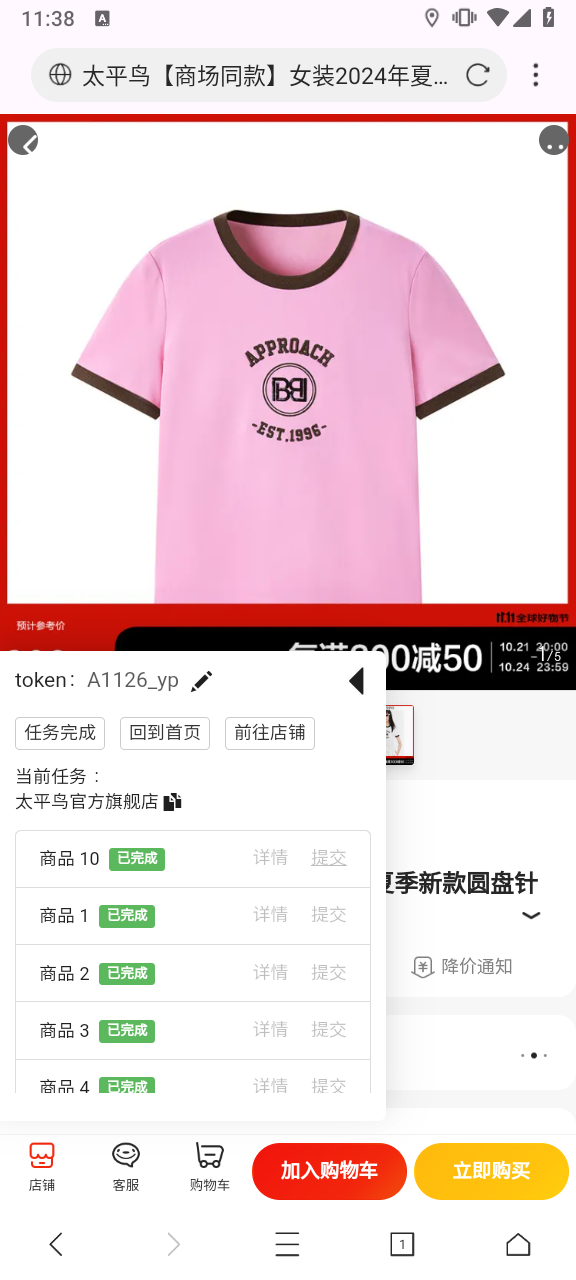 11:38
A
太平鸟【商场同款】女装2024年夏…
APPROACH
-EST.1996-
预计参考价
11.11全球好物节
00减50
10.21 20:00
10.24 23:59
1/5
token: A1126_yp
任务完成
回到首页
前往店铺
当前任务：
太平鸟官方旗舰店
商品 10 已完成 详情 提交
商品 1 已完成 详情 提交
商品 2 已完成 详情 提交
商品 3 已完成 详情 提交
商品 4 已完成 详情 提交
夏季新款圆盘针
降价通知
店铺
客服
购物车
加入购物车
立即购买
1